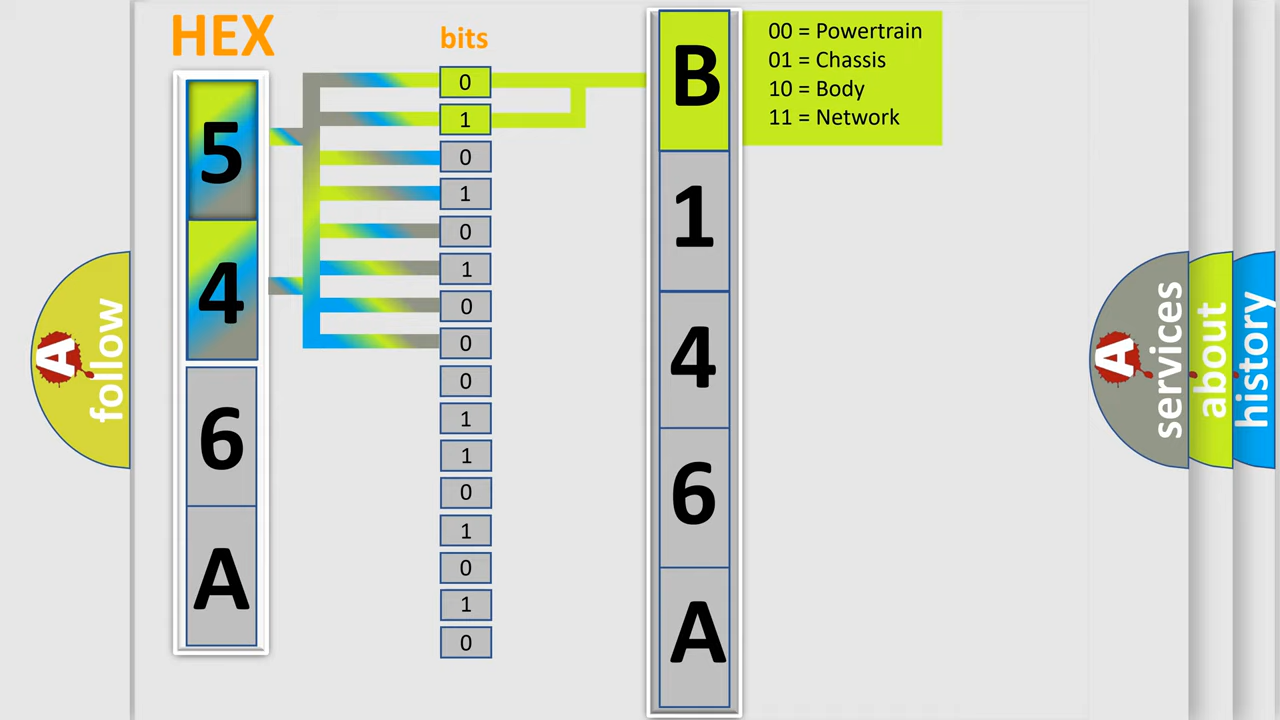 HEX
bits
5
4
6
A
0
1
0
1
0
1
0
0
0
1
1
0
1
0
1
0
B
1
4
6
A
00 = Powertrain
01 = Chassis
10 = Body
11 = Network
A
follow
A
services
about
history